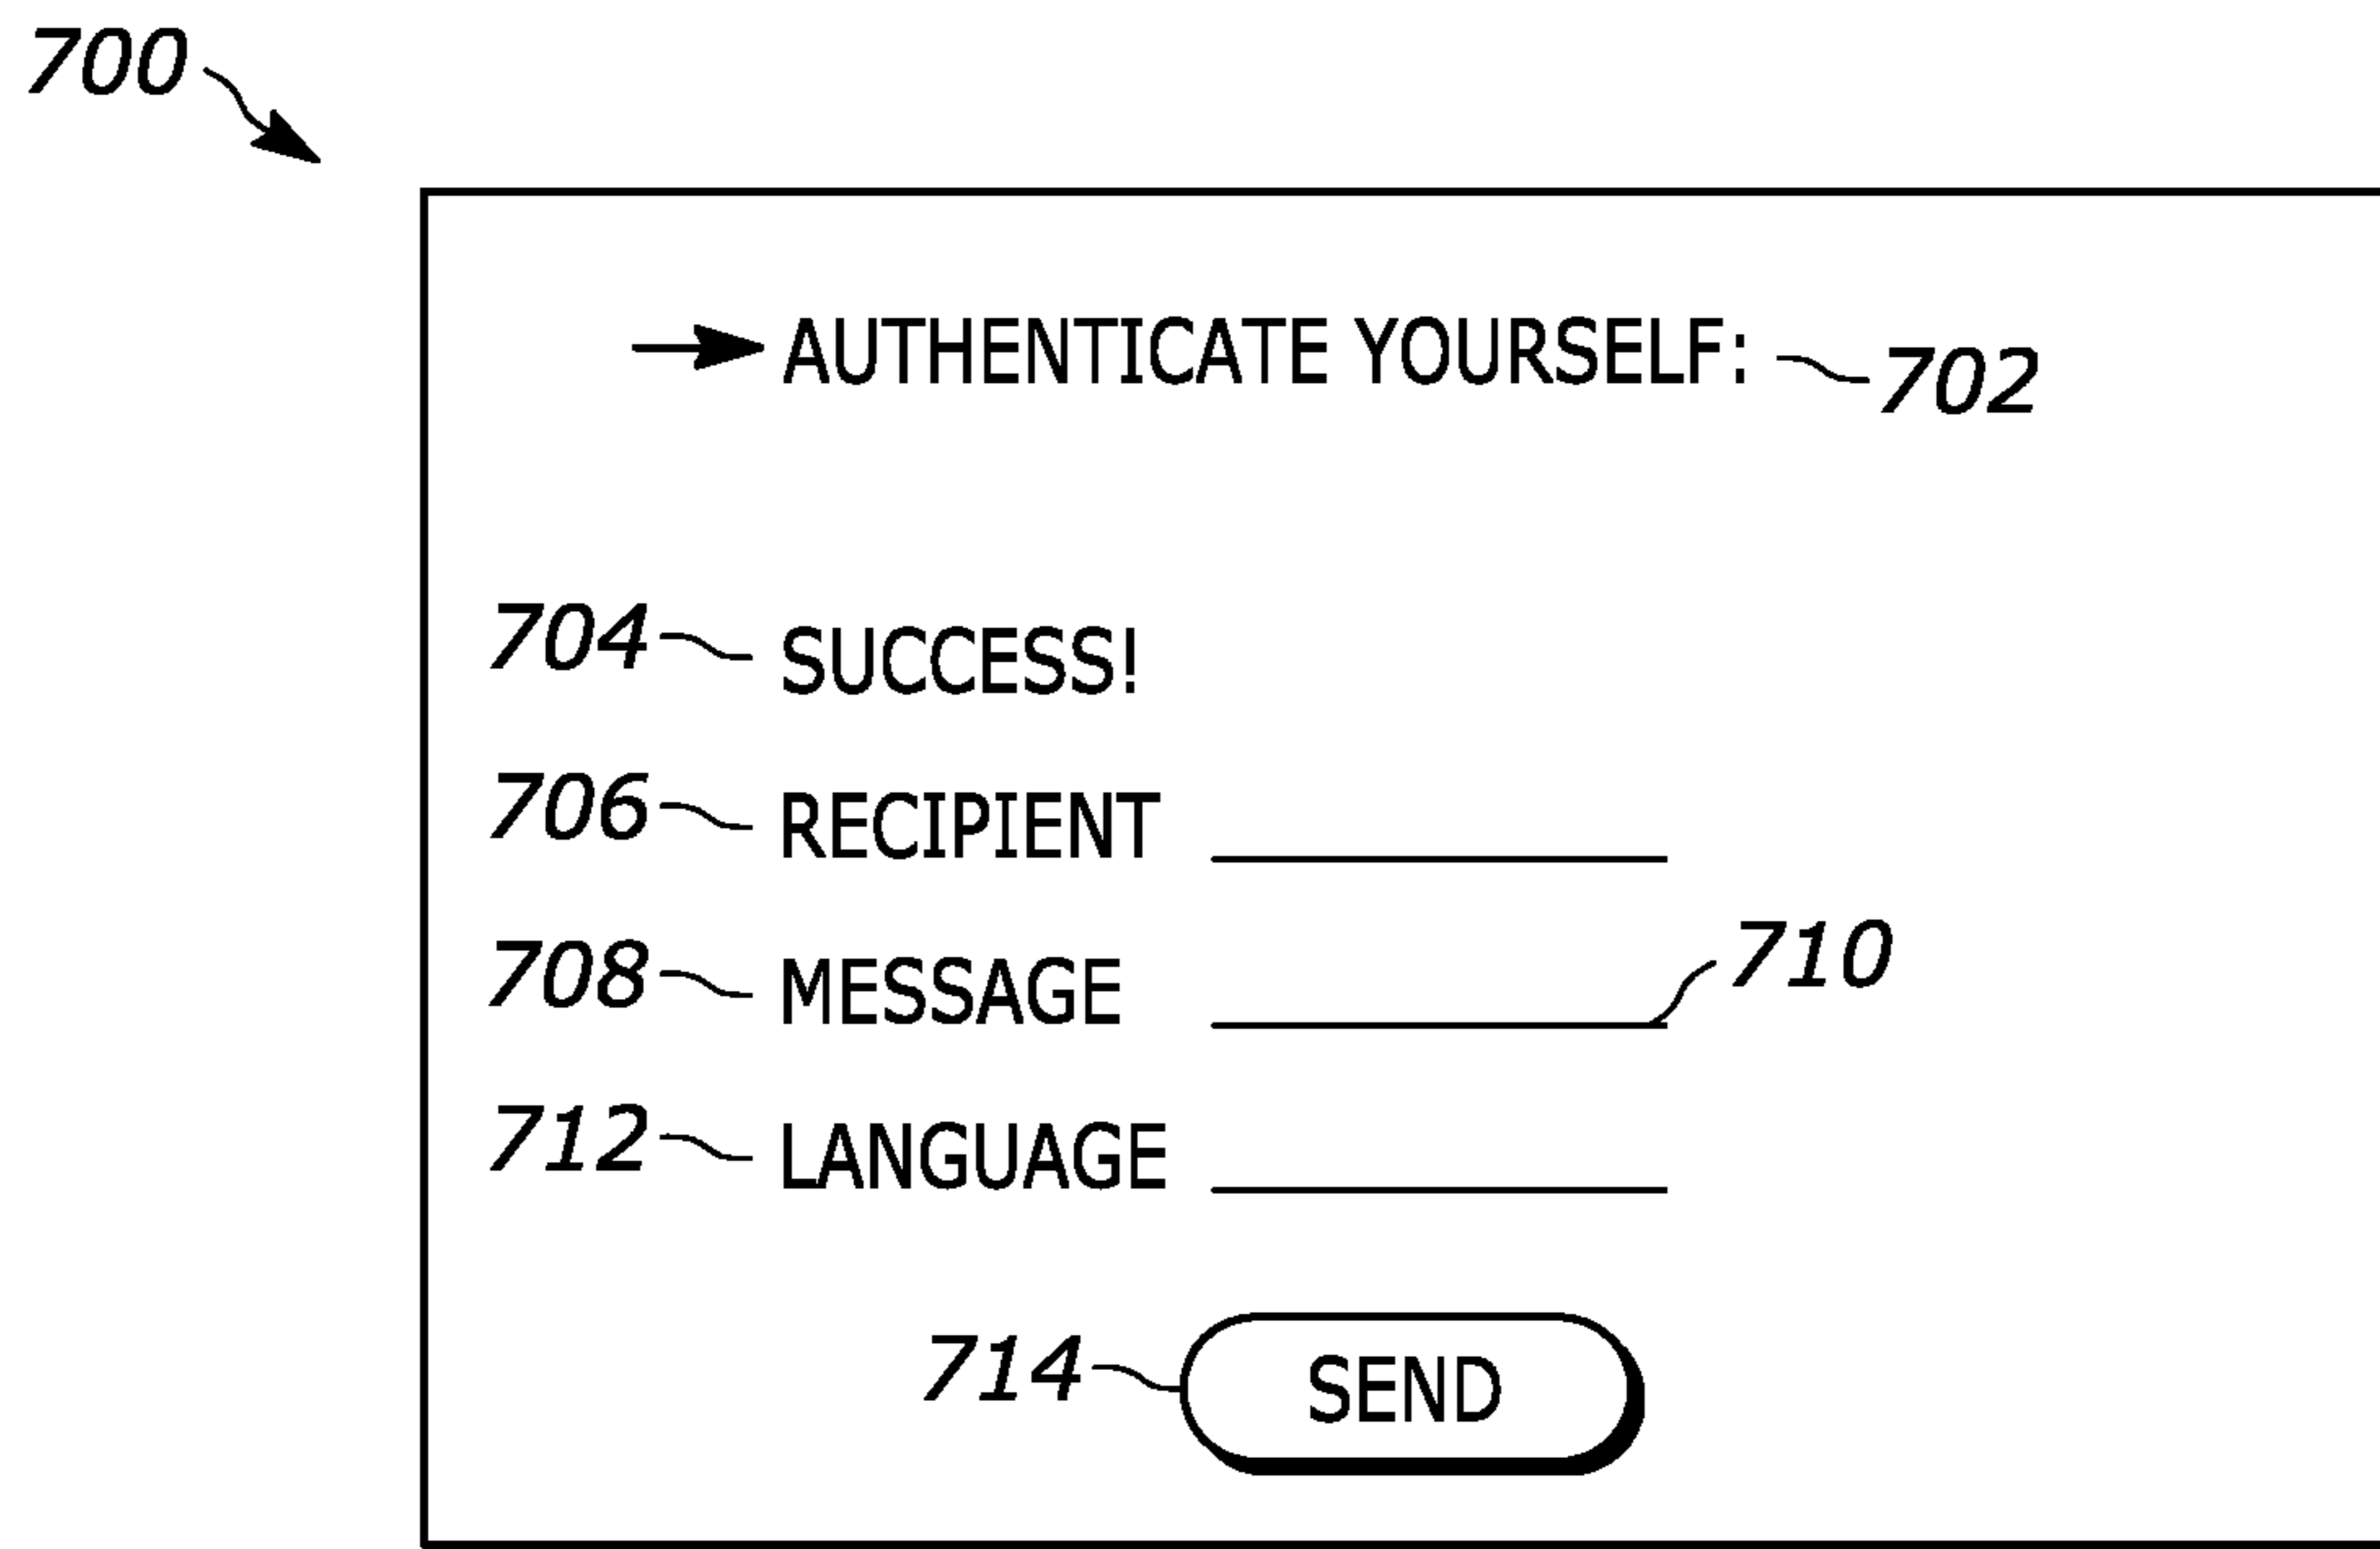 700
AUTHENTICATE YOURSELF: 702
704 SUCCESS!
706 RECIPIENT
708 MESSAGE 710
712 LANGUAGE
714 SEND